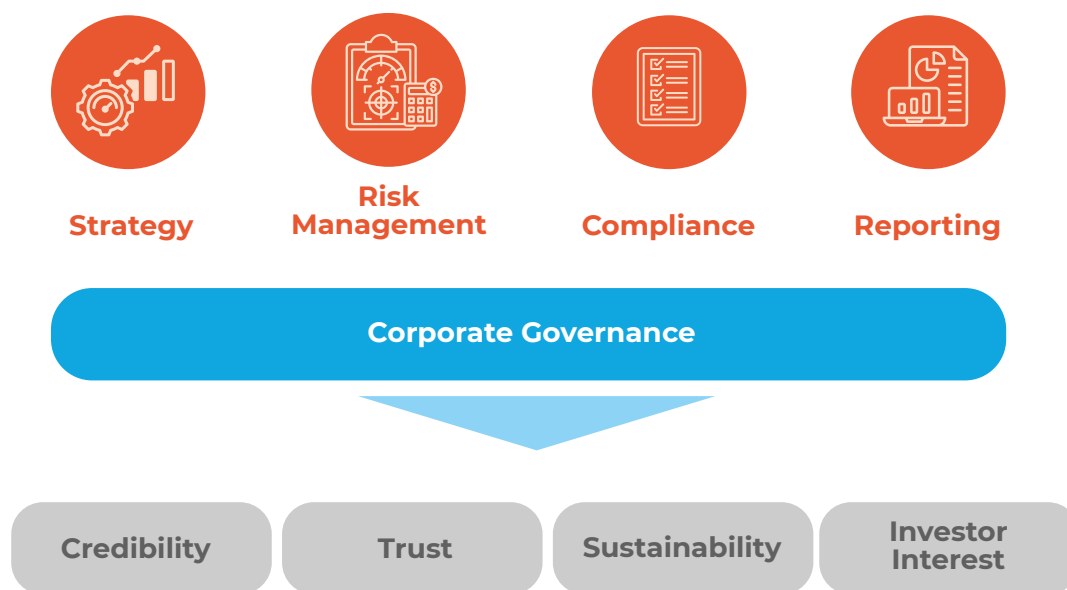 Strategy
Risk
Management
Compliance
Reporting
Corporate Governance
Credibility
Trust
Sustainability
Investor
Interest